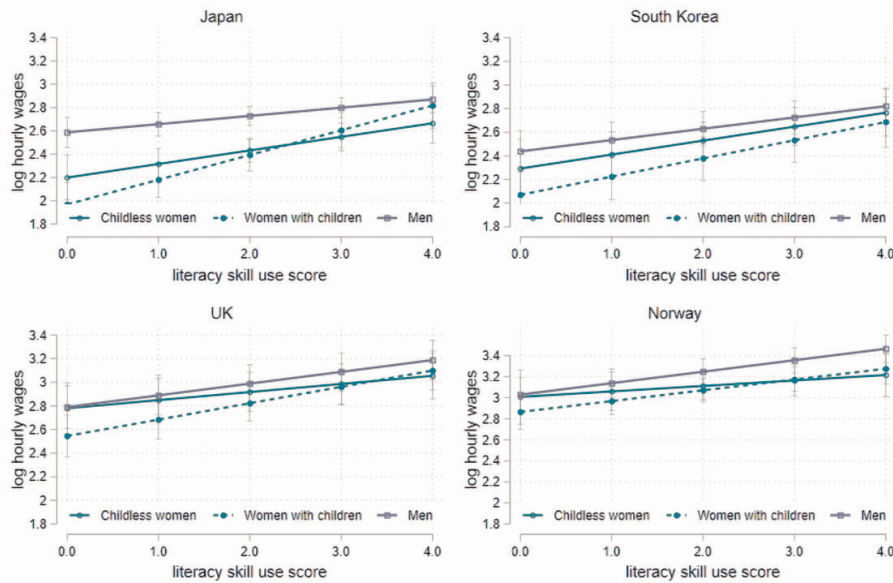 Japan
log hourly wages
3.4
3.2
3
2.8
2.6
2.4
2.2
2
1.8
Childless women Women with children Men
0.0 1.0 2.0 3.0 4.0
literacy skill use score
South Korea
log hourly wages
3.4
3.2
3
2.8
2.6
2.4
2.2
2
1.8
Childless women Women with children Men
0.0 1.0 2.0 3.0 4.0
literacy skill use score
UK
log hourly wages
3.4
3.2
3
2.8
2.6
2.4
2.2
2
1.8
Childless women Women with children Men
0.0 1.0 2.0 3.0 4.0
literacy skill use score
Norway
log hourly wages
3.4
3.2
3
2.8
2.6
2.4
2.2
2
1.8
Childless women Women with children Men
0.0 1.0 2.0 3.0 4.0
literacy skill use score